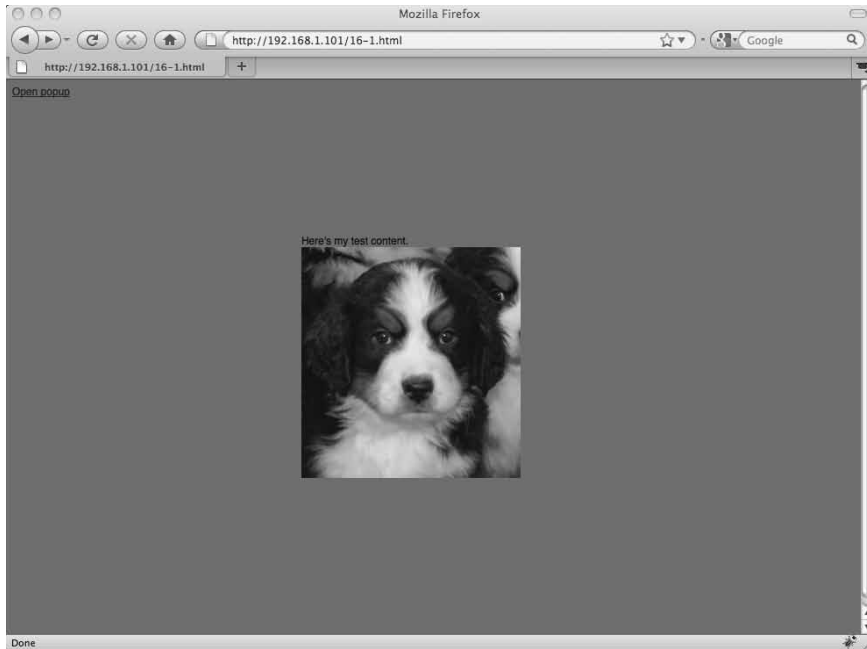 Mozilla Firefox
http://192.168.1.101/16-1.html
Google
http://192.168.1.101/16-1.html
Open popup
Here's my test content.
Done